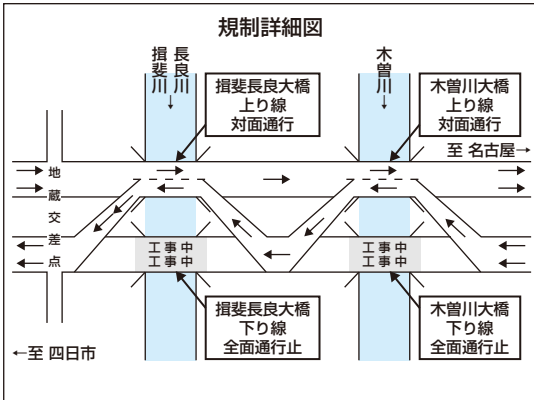 規制詳細図
揖斐川
長良川
↓
木曽川
↓
揖斐長良大橋
上り線
対面通行
木曽川大橋
上り線
対面通行
至 名古屋→
地蔵交差点
工事中
工事中
工事中
工事中
揖斐長良大橋
下り線
全面通行止
木曽川大橋
下り線
全面通行止
←至 四日市